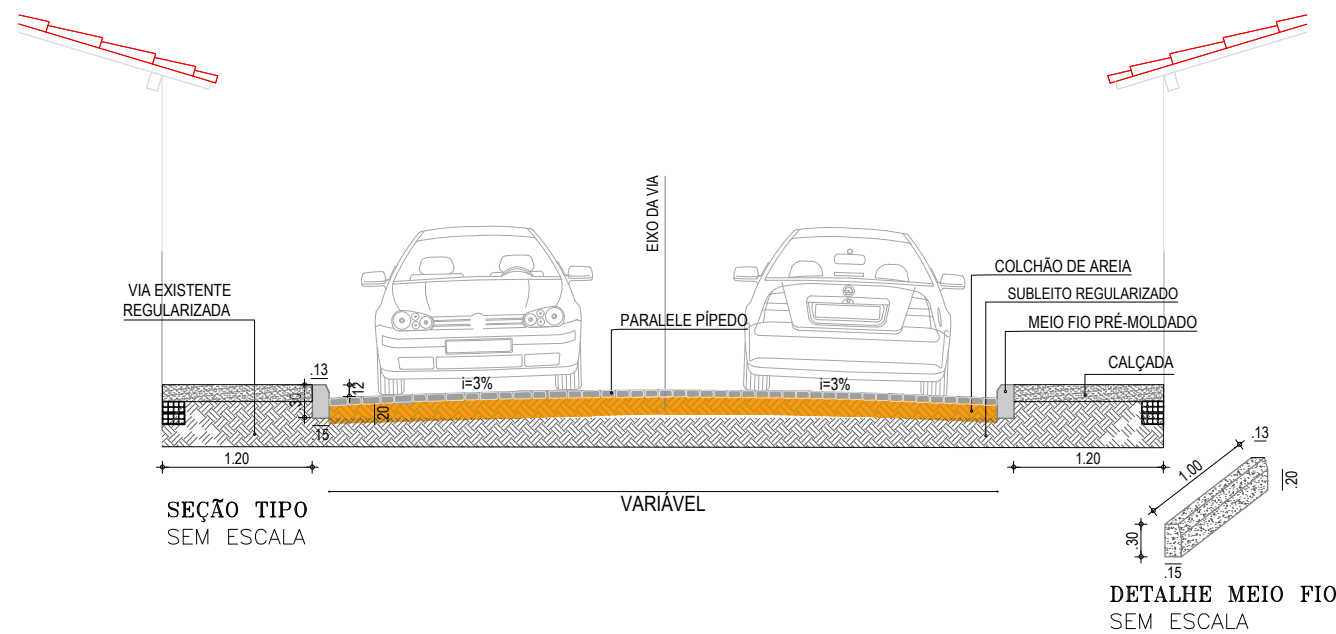 EIXO DA VIA
COLCHÃO DE AREIA
VIA EXISTENTE
REGULARIZADA
SUBLEITO REGULARIZADO
PARALELE PÍPEDO
MEIO FIO PRÉ-MOLDADO
CALÇADA
.13
.12
i=3%
i=3%
.30
.20
.15
1.20
1.20
VARIÁVEL
SEÇÃO TIPO
SEM ESCALA
.13
1.00
.20
.30
.15
DETALHE MEIO FIO
SEM ESCALA